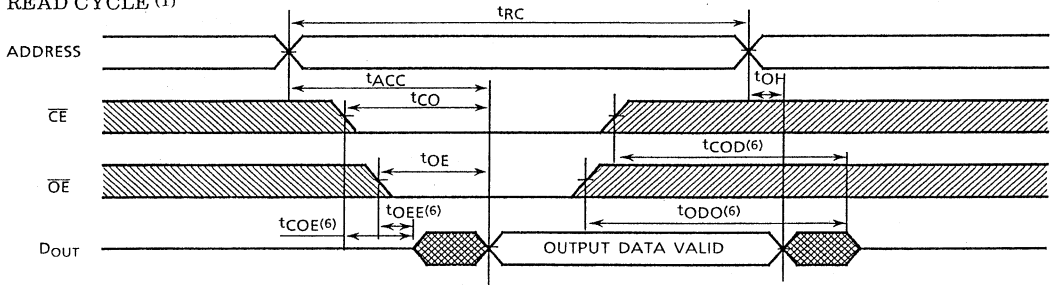 READ CYCLE (1)
tRC
ADDRESS
tACC
tOH
tCO
CE
tCOD(6)
tOE
OE
tOEE(6)
tODO(6)
tCOE(6)
DOUT
OUTPUT DATA VALID